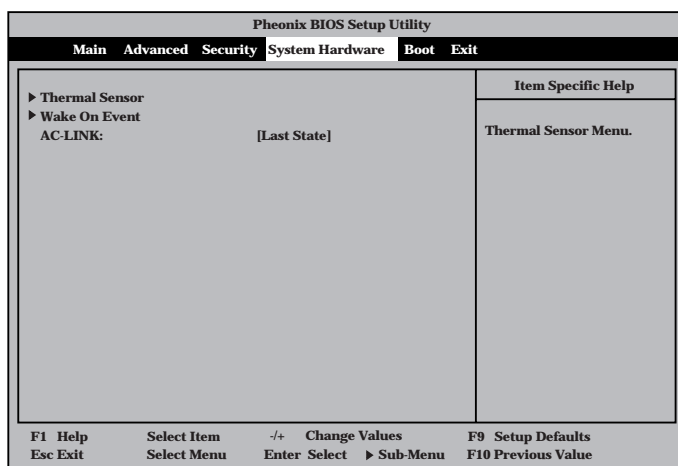 Pheonix BIOS Setup Utility
Main Advanced Security System Hardware Boot Exit
▶ Thermal Sensor
▶ Wake On Event
AC-LINK: [Last State]
Item Specific Help
Thermal Sensor Menu.
F1 Help Select Item -/+ Change Values F9 Setup Defaults
Esc Exit Select Menu Enter Select ▶ Sub-Menu F10 Previous Value